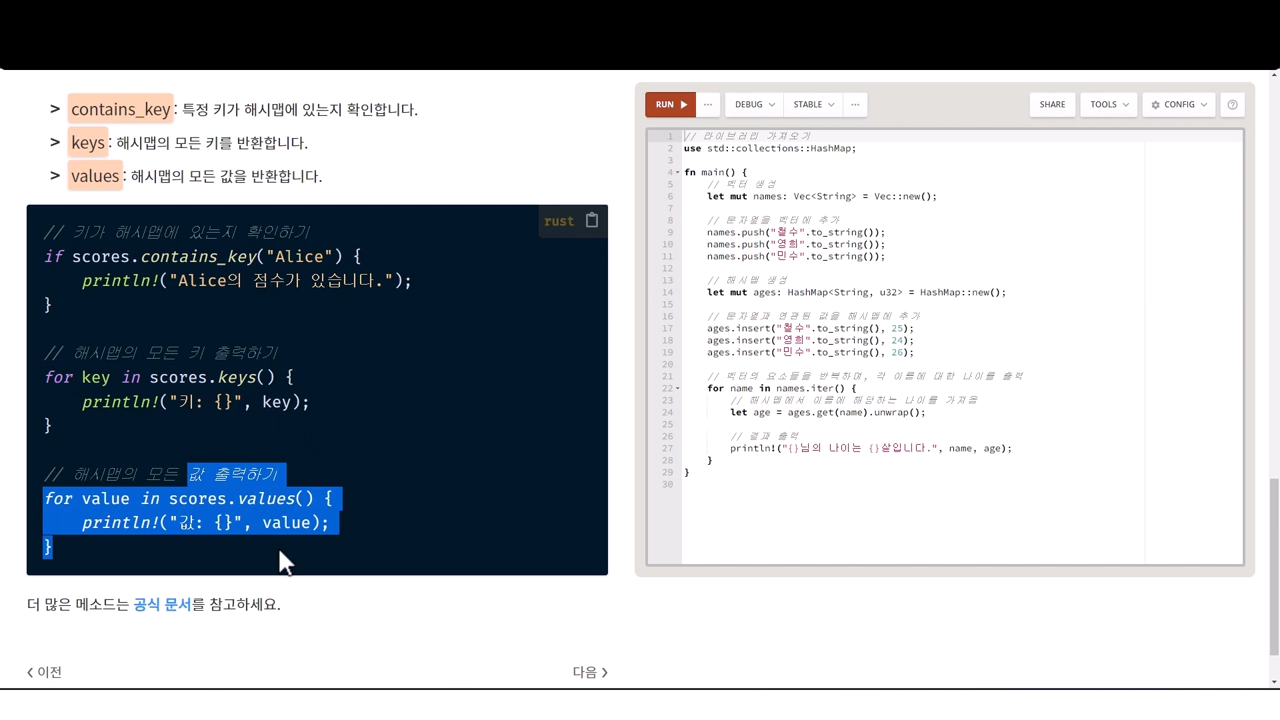 > contains_key: 특정 키가 해시맵에 있는지 확인합니다.
> keys: 해시맵의 모든 키를 반환합니다.
> values: 해시맵의 모든 값을 반환합니다.
rust
// 키가 해시맵에 있는지 확인하기
if scores.contains_key("Alice") {
    println!("Alice의 점수가 있습니다.");
}
// 해시맵의 모든 키 출력하기
for key in scores.keys() {
    println!("키: {}", key);
}
// 해시맵의 모든 값 출력하기
for value in scores.values() {
    println!("값: {}", value);
}
더 많은 메소드는 공식 문서를 참고하세요.
‹ 이전
다음 ›
RUN ▶ ··· DEBUG STABLE ··· SHARE TOOLS CONFIG
1 // 라이브러리 가져오기
2 use std::collections::HashMap;
3
4 fn main() {
5     // 벡터 생성
6     let mut names: Vec<String> = Vec::new();
7
8     // 문자열을 벡터에 추가
9     names.push("철수".to_string());
10     names.push("영희".to_string());
11     names.push("민수".to_string());
12
13     // 해시맵 생성
14     let mut ages: HashMap<String, u32> = HashMap::new();
15
16     // 문자열과 연관된 값을 해시맵에 추가
17     ages.insert("철수".to_string(), 25);
18     ages.insert("영희".to_string(), 24);
19     ages.insert("민수".to_string(), 26);
20
21     // 벡터의 요소들을 반복하며, 각 이름에 대한 나이를 출력
22     for name in names.iter() {
23         // 해시맵에서 이름에 해당하는 나이를 가져옴
24         let age = ages.get(name).unwrap();
25
26         // 결과 출력
27         println!("{}님의 나이는 {}살입니다.", name, age);
28     }
29 }
30